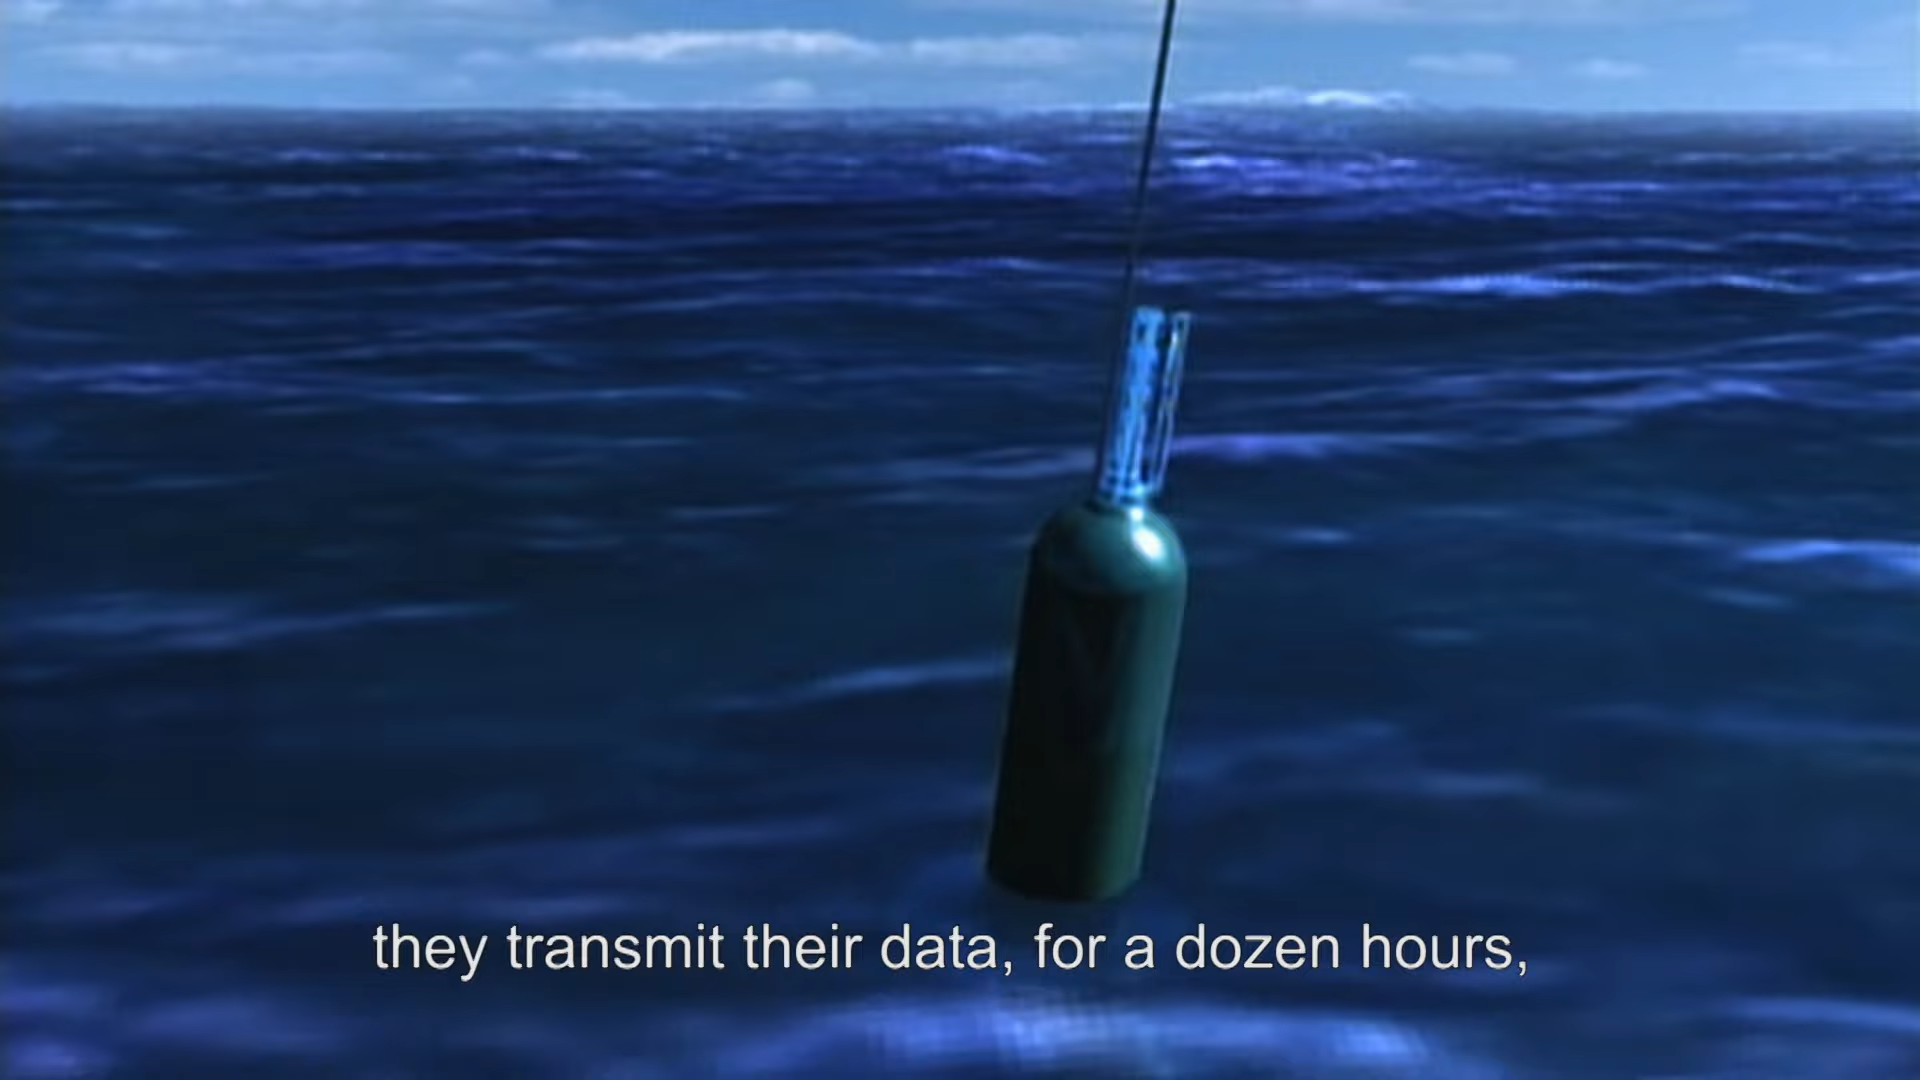 they transmit their data, for a dozen hours,